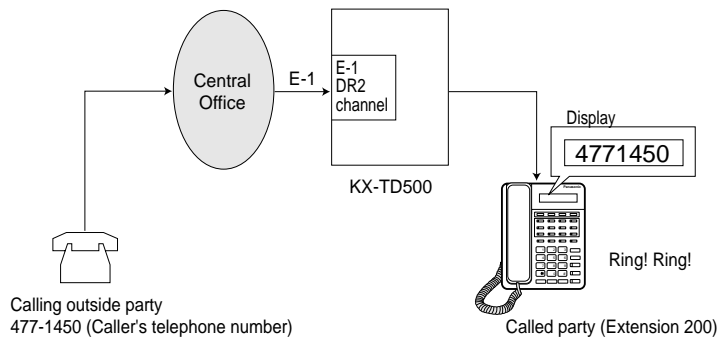 Central
Office
E-1
E-1
DR2
channel
KX-TD500
Display
4771450
Panasonic
Ring! Ring!
Calling outside party
477-1450 (Caller's telephone number)
Called party (Extension 200)